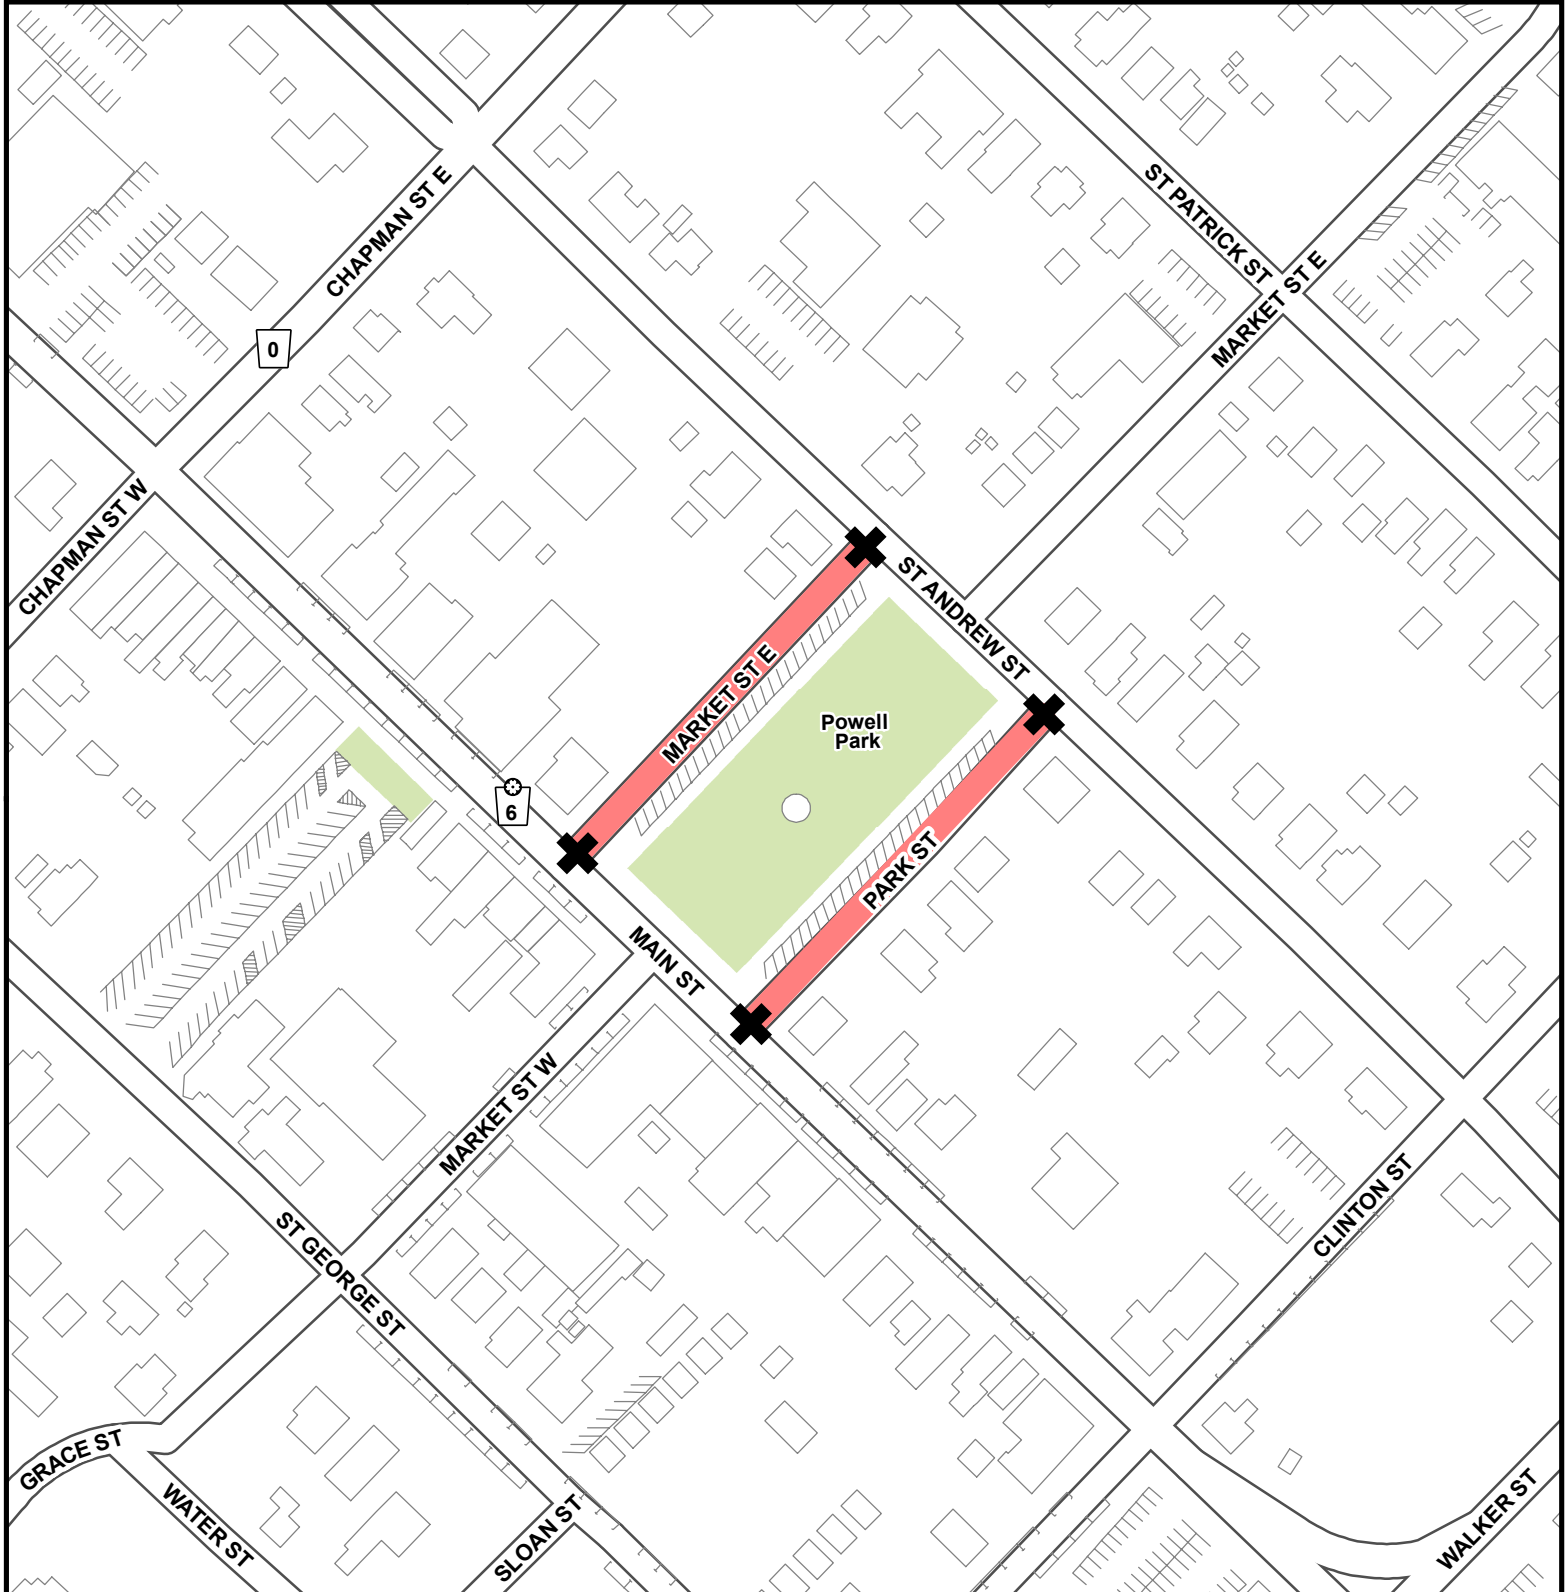 ST PATRICK ST
CHAPMAN ST E
MARKET ST E
0
CHAPMAN ST W
ST ANDREW ST
MARKET ST E
Powell
Park
6
PARK ST
MAIN ST
MARKET ST W
CLINTON ST
ST GEORGE ST
GRACE ST
WATER ST
SLOAN ST
WALKER ST